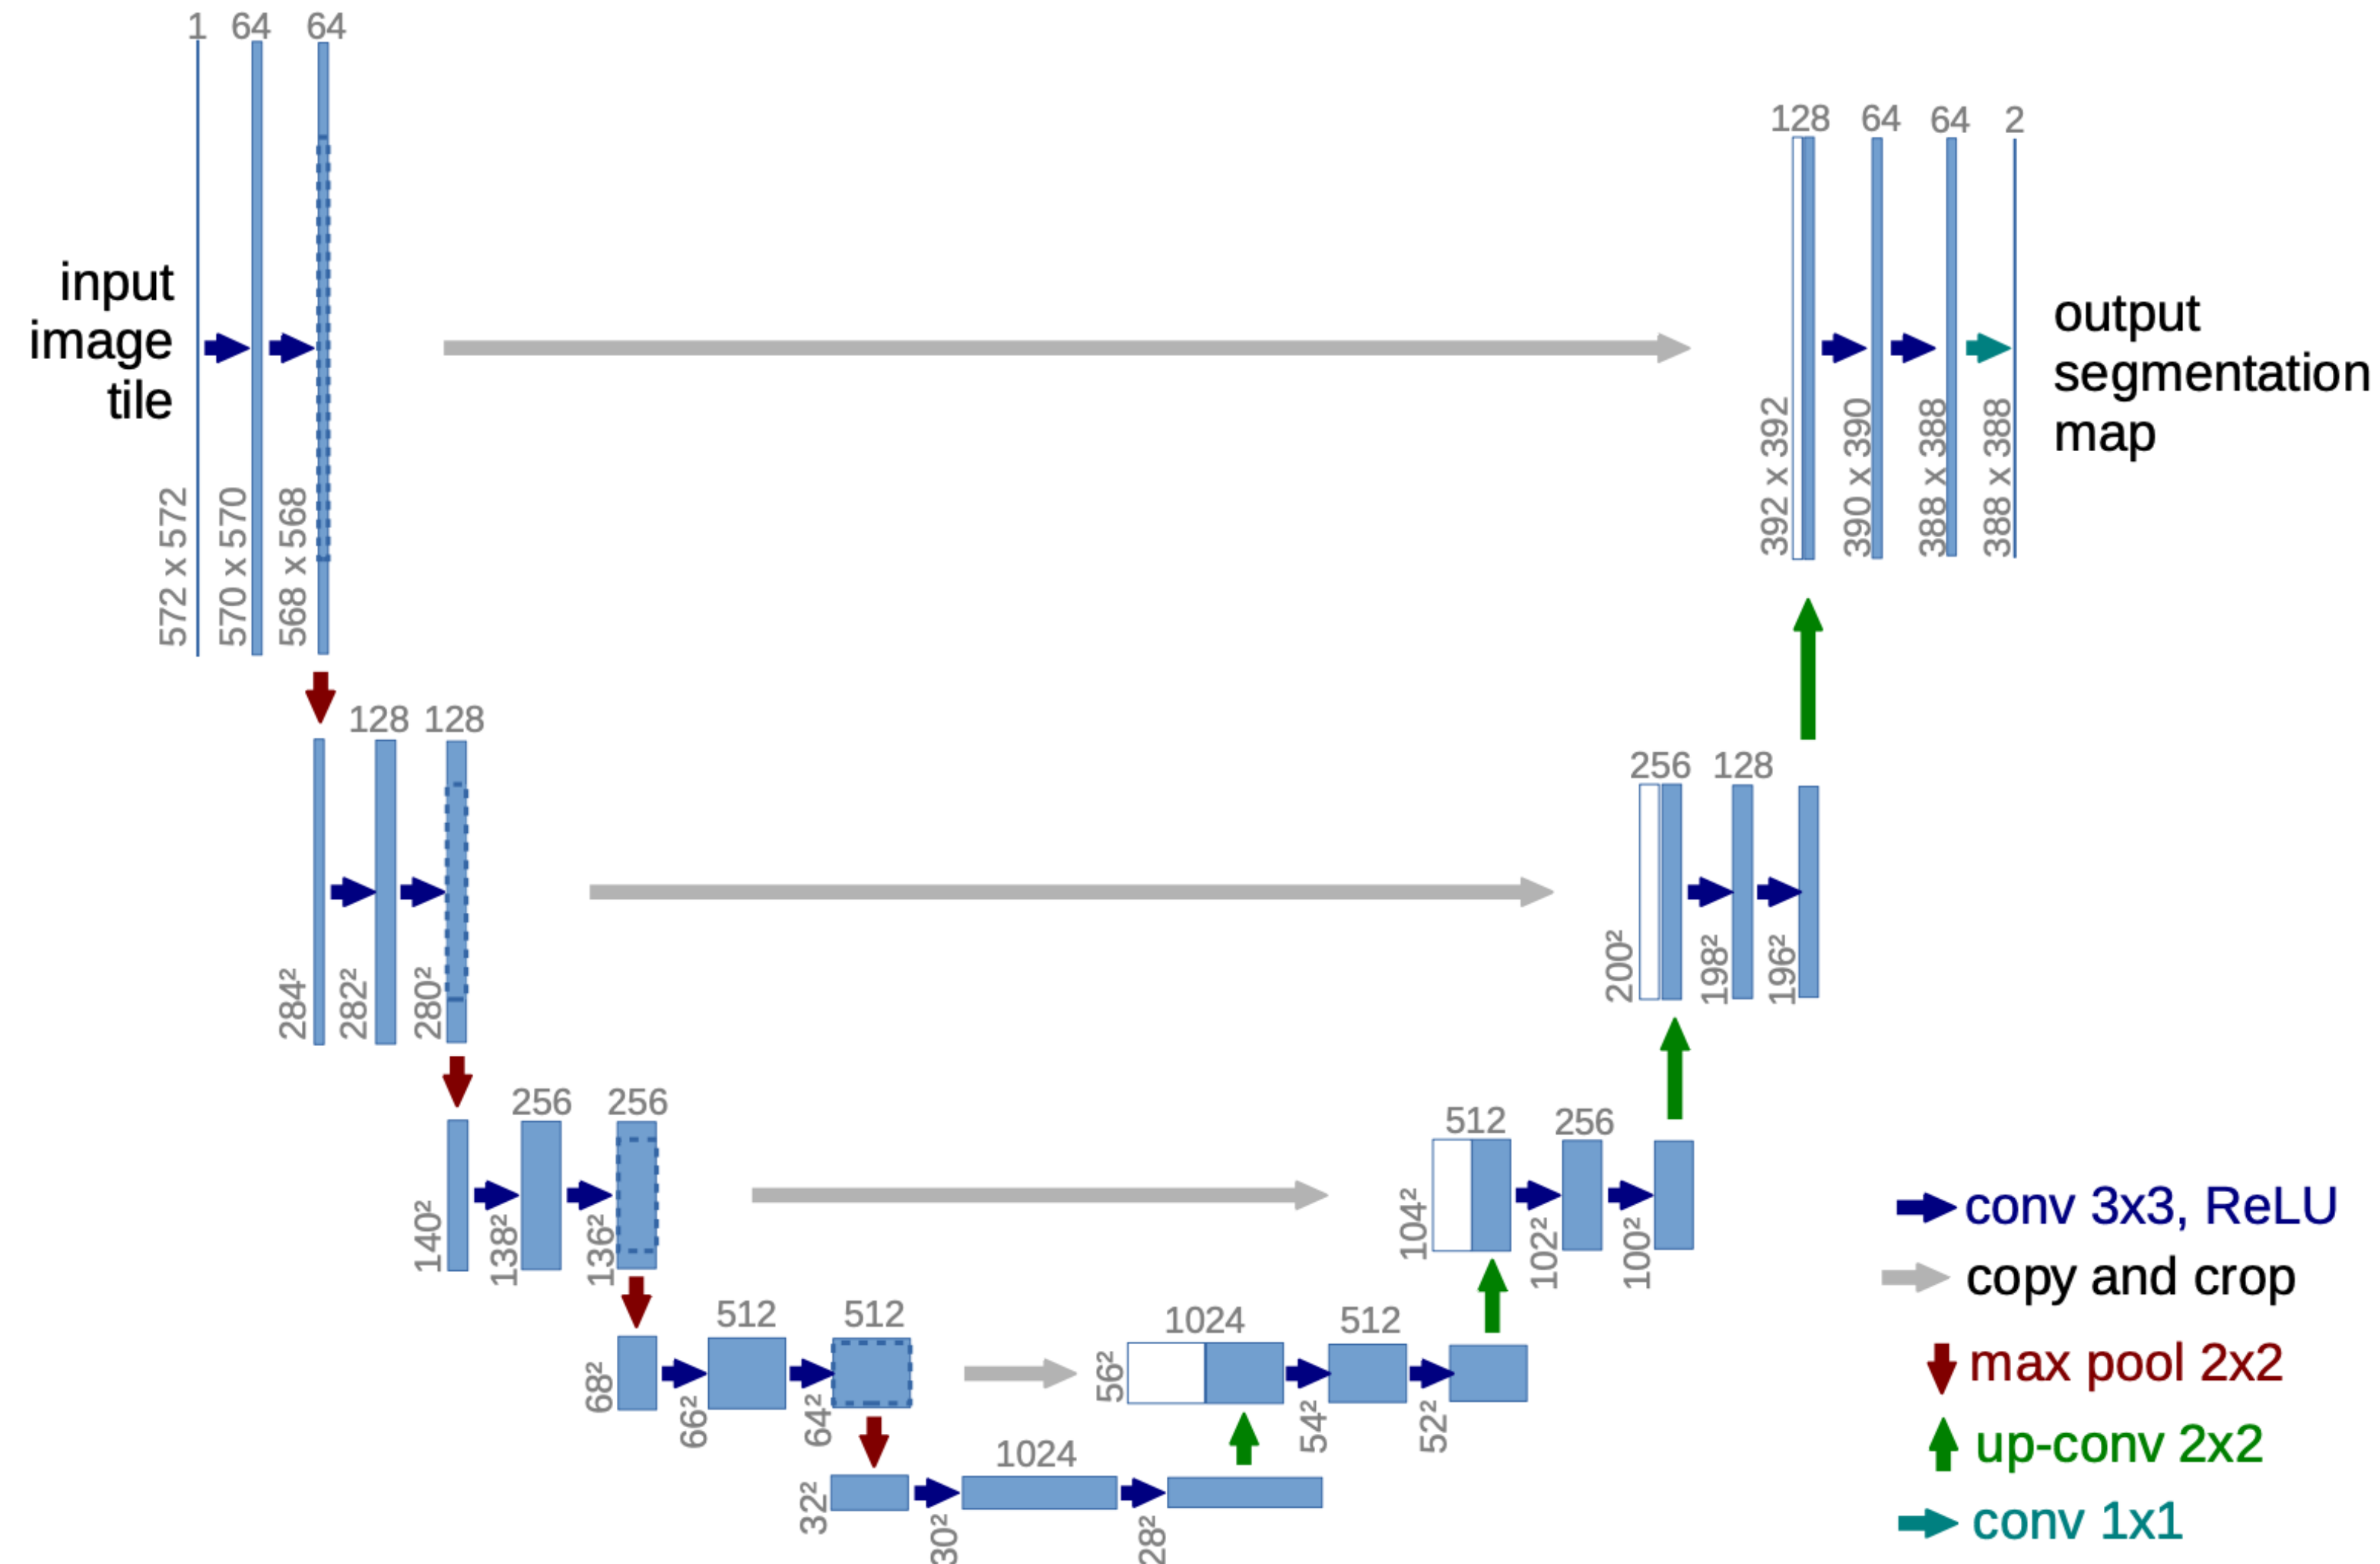 1 64 64
input
image
tile
572 x 572
570 x 570
568 x 568
128 64 64 2
output
segmentation
map
392 x 392
390 x 390
388 x 388
388 x 388
128 128
284²
282²
280²
256 128
200²
198²
196²
256 256
140²
138²
136²
512 256
104²
102²
100²
512 512
68²
66²
64²
1024 512
56²
54²
52²
1024
32²
30²
28²
conv 3x3, ReLU
copy and crop
max pool 2x2
up-conv 2x2
conv 1x1